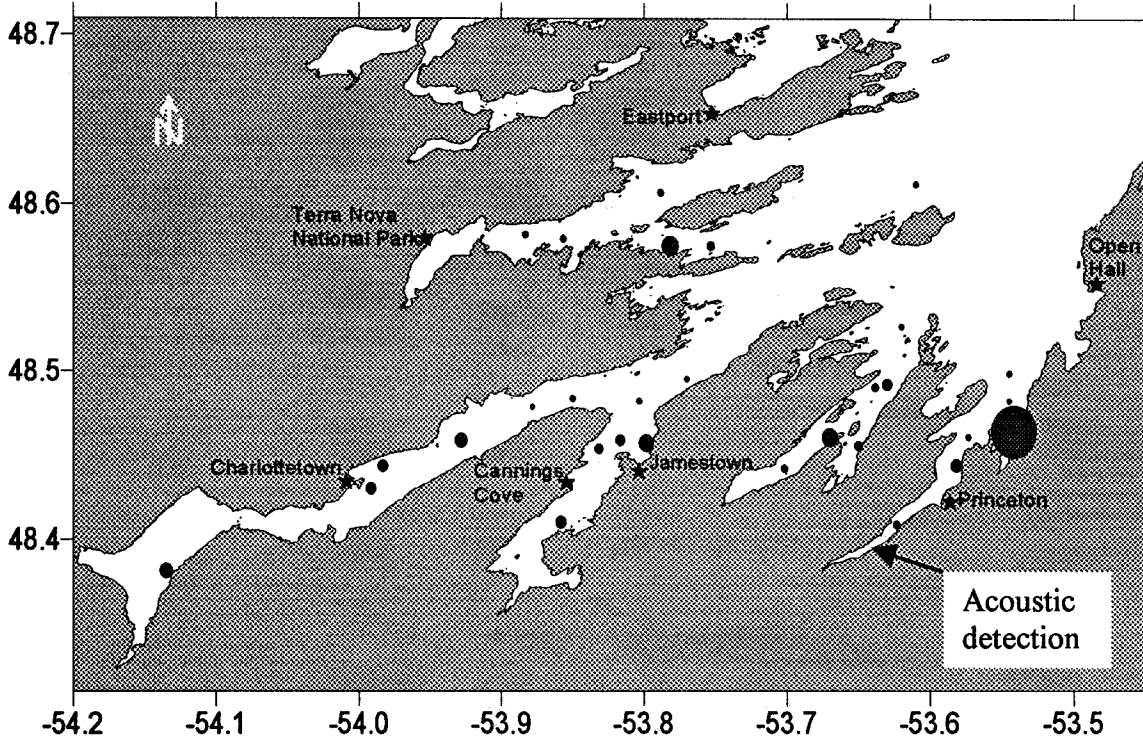 48.7
N
Eastport
48.6
Terra Nova
National Park
Open
Hall
48.5
Charlottetown
Cannings
Cove
Jamestown
Princeton
48.4
Acoustic
detection
-54.2 -54.1 -54.0 -53.9 -53.8 -53.7 -53.6 -53.5